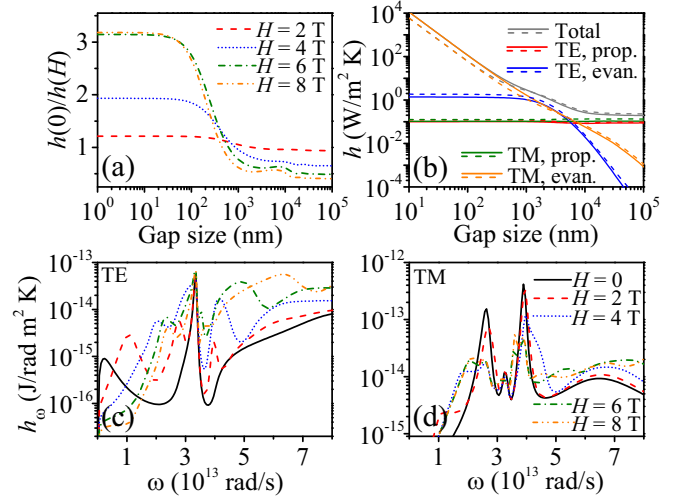 3
2
1
h(0)/h(H)
H = 2 T
H = 4 T
H = 6 T
H = 8 T
(a)
10^0 10^1 10^2 10^3 10^4 10^5
Gap size (nm)
10^4
10^2
10^0
10^-2
10^-4
h (W/m^2 K)
Total
TE, prop.
TE, evan.
TM, prop.
TM, evan.
(b)
10^1 10^2 10^3 10^4 10^5
Gap size (nm)
10^-13
10^-14
10^-15
10^-16
h_ω (J/rad m^2 K)
TE
(c)
1 3 5 7
ω (10^13 rad/s)
10^-12
10^-13
10^-14
10^-15
TM
H = 0
H = 2 T
H = 4 T
H = 6 T
H = 8 T
(d)
1 3 5 7
ω (10^13 rad/s)